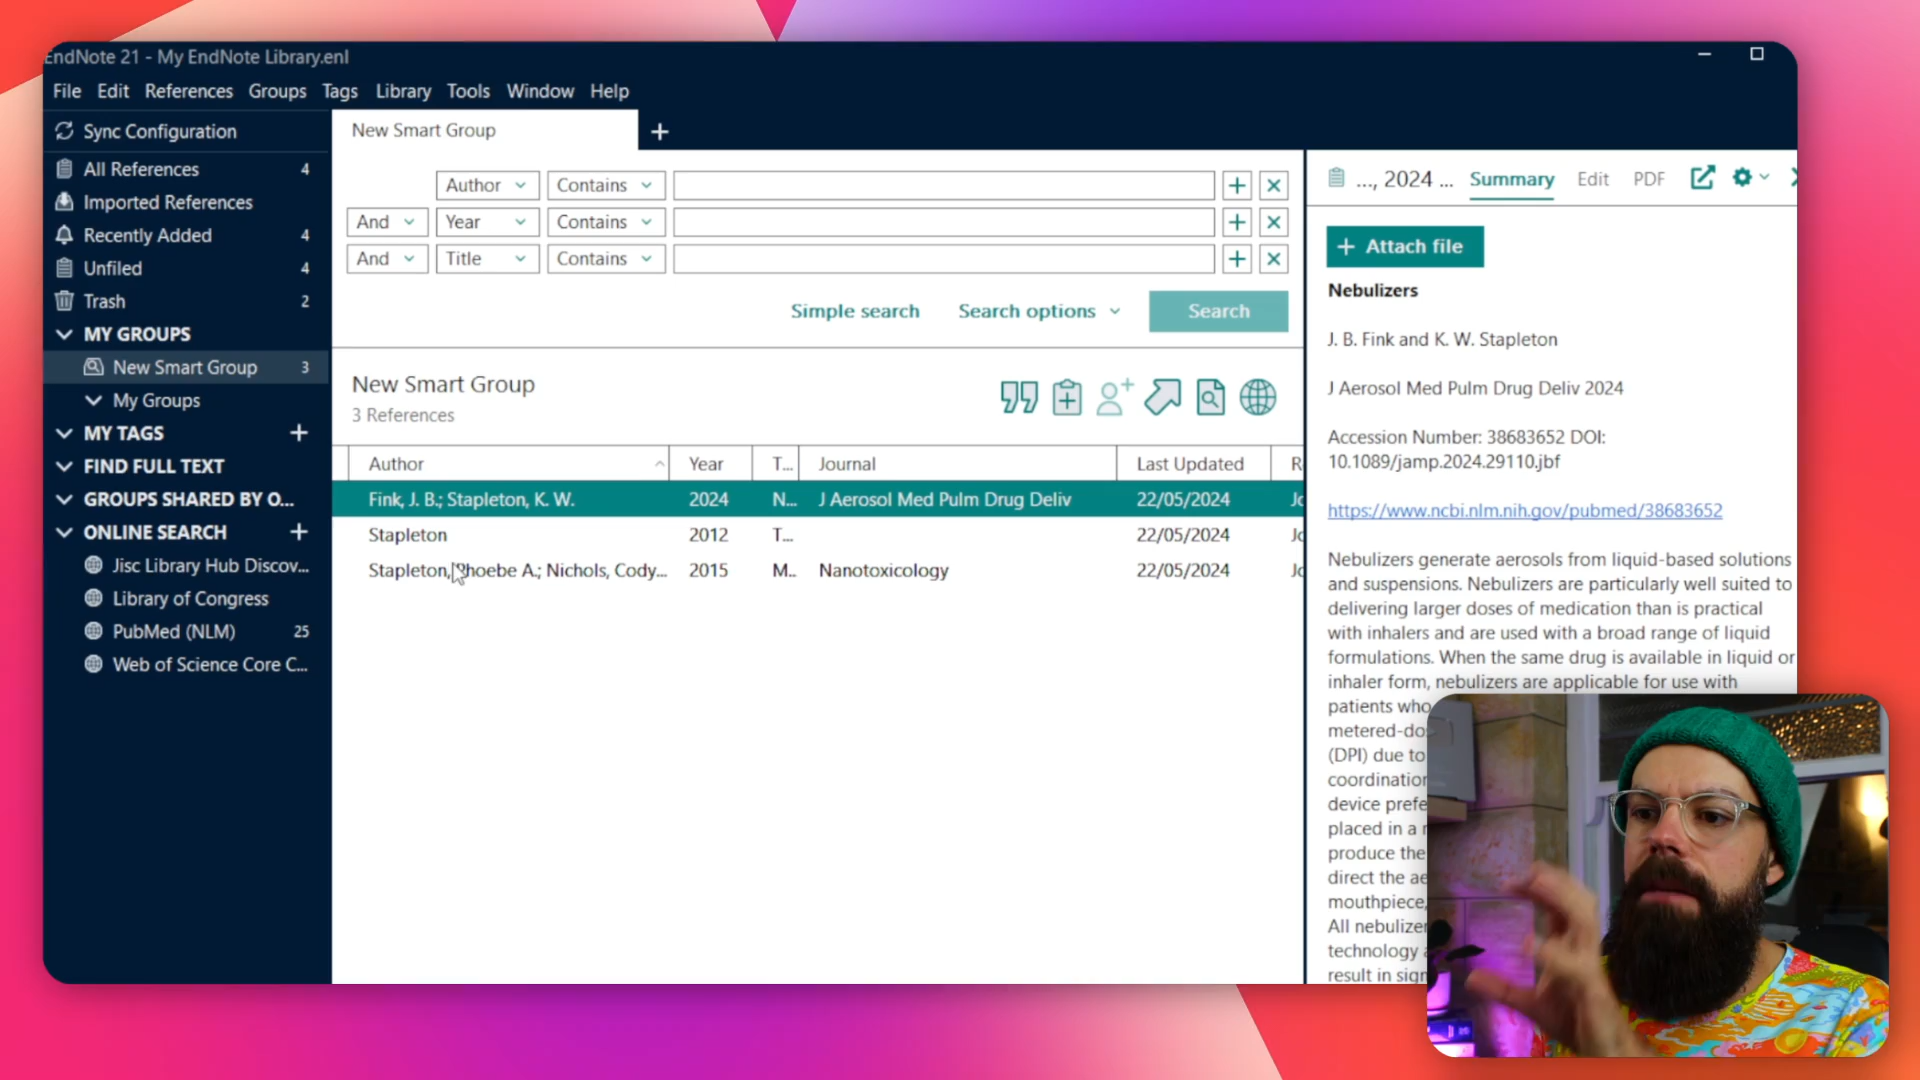 EndNote 21 - My EndNote Library.enl
File Edit References Groups Tags Library Tools Window Help
Sync Configuration
All References 4
Imported References
Recently Added 4
Unfiled 4
Trash 2
MY GROUPS
New Smart Group 3
My Groups
MY TAGS +
FIND FULL TEXT
GROUPS SHARED BY O...
ONLINE SEARCH +
Jisc Library Hub Discov...
Library of Congress
PubMed (NLM) 25
Web of Science Core C...
New Smart Group +
Author Contains
And Year Contains
And Title Contains
Simple search Search options Search
New Smart Group
3 References
Author Year T... Journal Last Updated R
Fink, J. B.; Stapleton, K. W. 2024 N... J Aerosol Med Pulm Drug Deliv 22/05/2024 Jo
Stapleton 2012 T... 22/05/2024 Jo
Stapleton, Phoebe A.; Nichols, Cody... 2015 M.. Nanotoxicology 22/05/2024 Jo
..., 2024 ... Summary Edit PDF
+ Attach file
Nebulizers
J. B. Fink and K. W. Stapleton
J Aerosol Med Pulm Drug Deliv 2024
Accession Number: 38683652 DOI:
10.1089/jamp.2024.29110.jbf
https://www.ncbi.nlm.nih.gov/pubmed/38683652
Nebulizers generate aerosols from liquid-based solutions
and suspensions. Nebulizers are particularly well suited to
delivering larger doses of medication than is practical
with inhalers and are used with a broad range of liquid
formulations. When the same drug is available in liquid or
inhaler form, nebulizers are applicable for use with
patients who
metered-do
(DPI) due to
coordination
device prefe
placed in a
produce the
direct the ae
mouthpiece,
All nebulizer
technology
result in sign